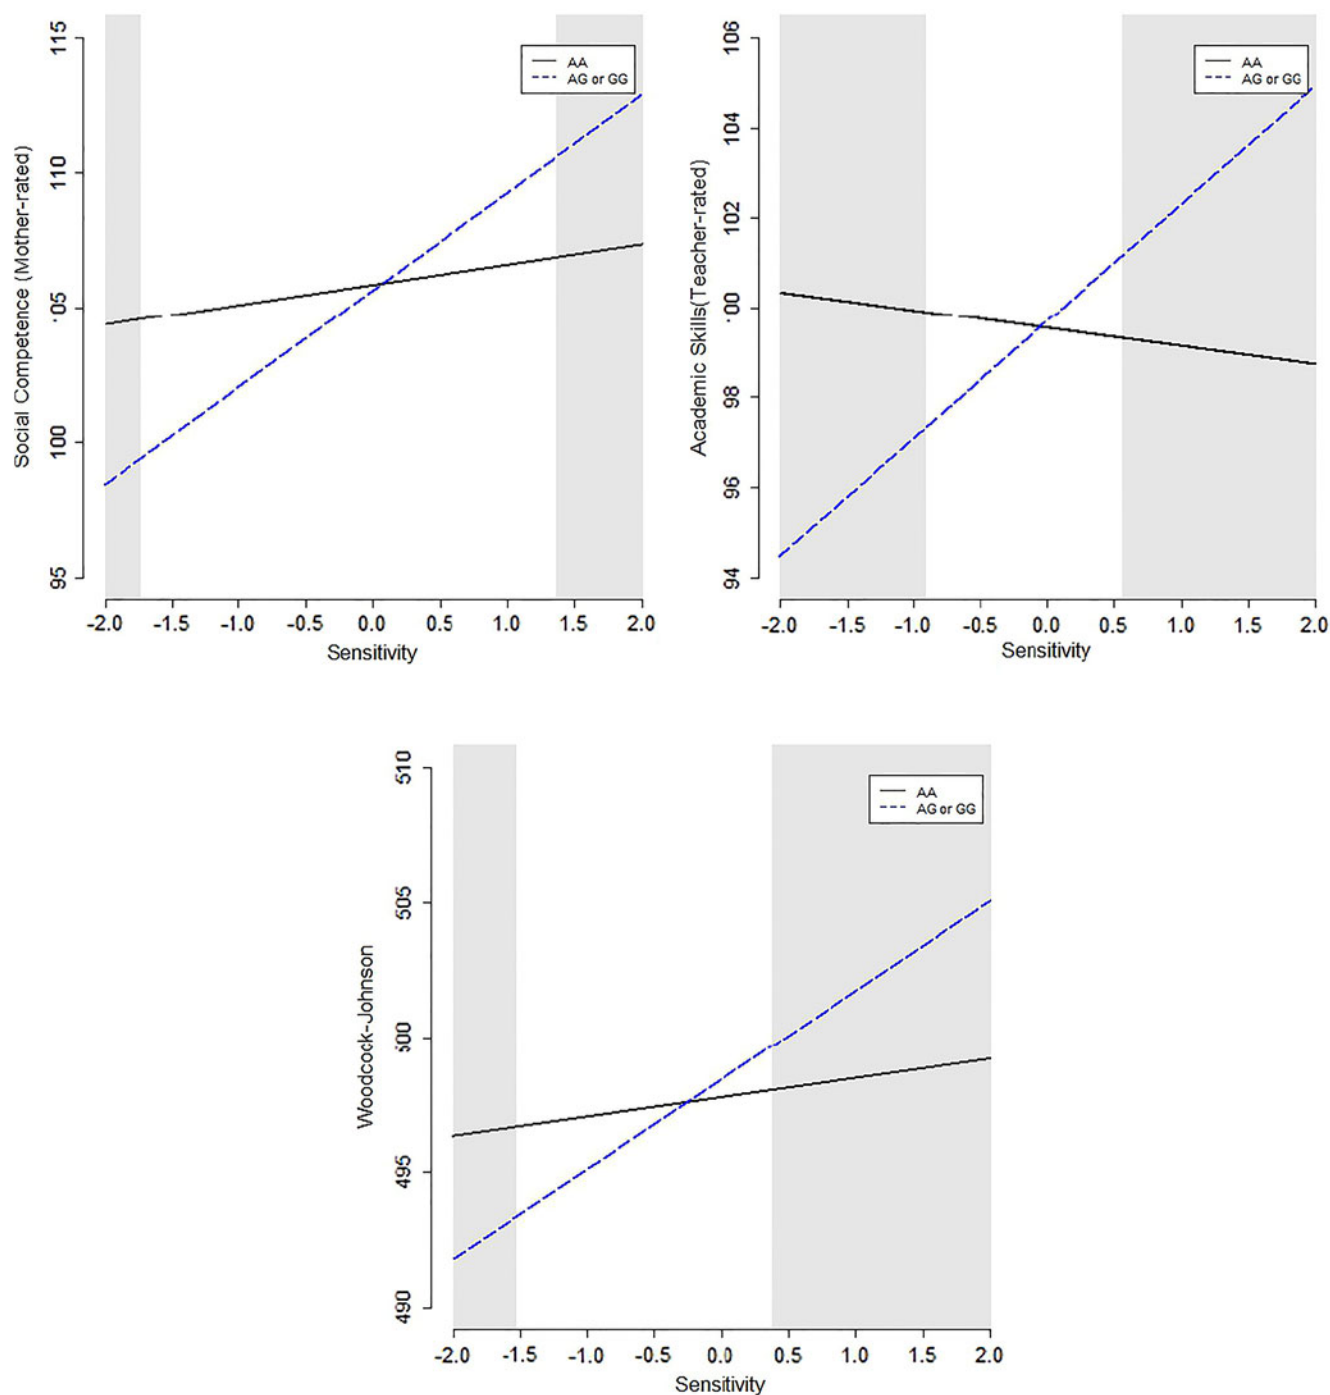 115
110
105
100
95
Social Competence (Mother-rated)
AA
AG or GG
-2.0 -1.5 -1.0 -0.5 0.0 0.5 1.0 1.5 2.0
Sensitivity
106
104
102
100
98
96
94
Academic Skills(Teacher-rated)
AA
AG or GG
-2.0 -1.5 -1.0 -0.5 0.0 0.5 1.0 1.5 2.0
Sensitivity
510
505
500
495
490
Woodcock-Johnson
AA
AG or GG
-2.0 -1.5 -1.0 -0.5 0.0 0.5 1.0 1.5 2.0
Sensitivity